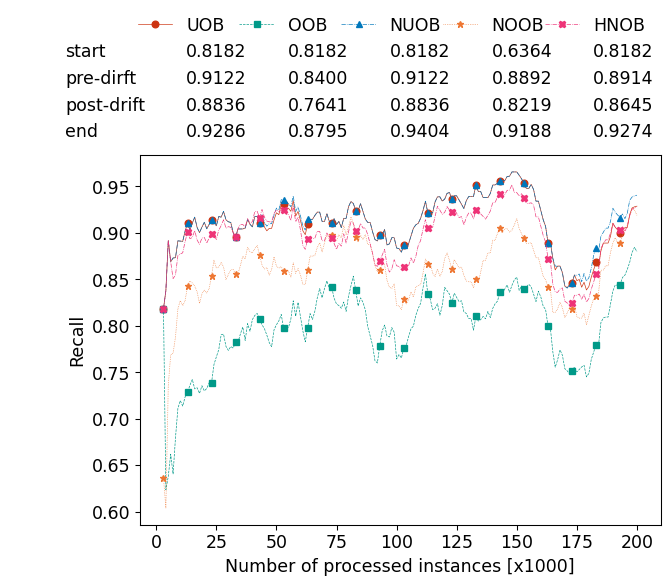 UOB OOB NUOB NOOB HNOB
start 0.8182 0.8182 0.8182 0.6364 0.8182
pre-dirft 0.9122 0.8400 0.9122 0.8892 0.8914
post-drift 0.8836 0.7641 0.8836 0.8219 0.8645
end 0.9286 0.8795 0.9404 0.9188 0.9274
0.95
0.90
0.85
0.80
0.75
0.70
0.65
0.60
Recall
0 25 50 75 100 125 150 175 200
Number of processed instances [x1000]